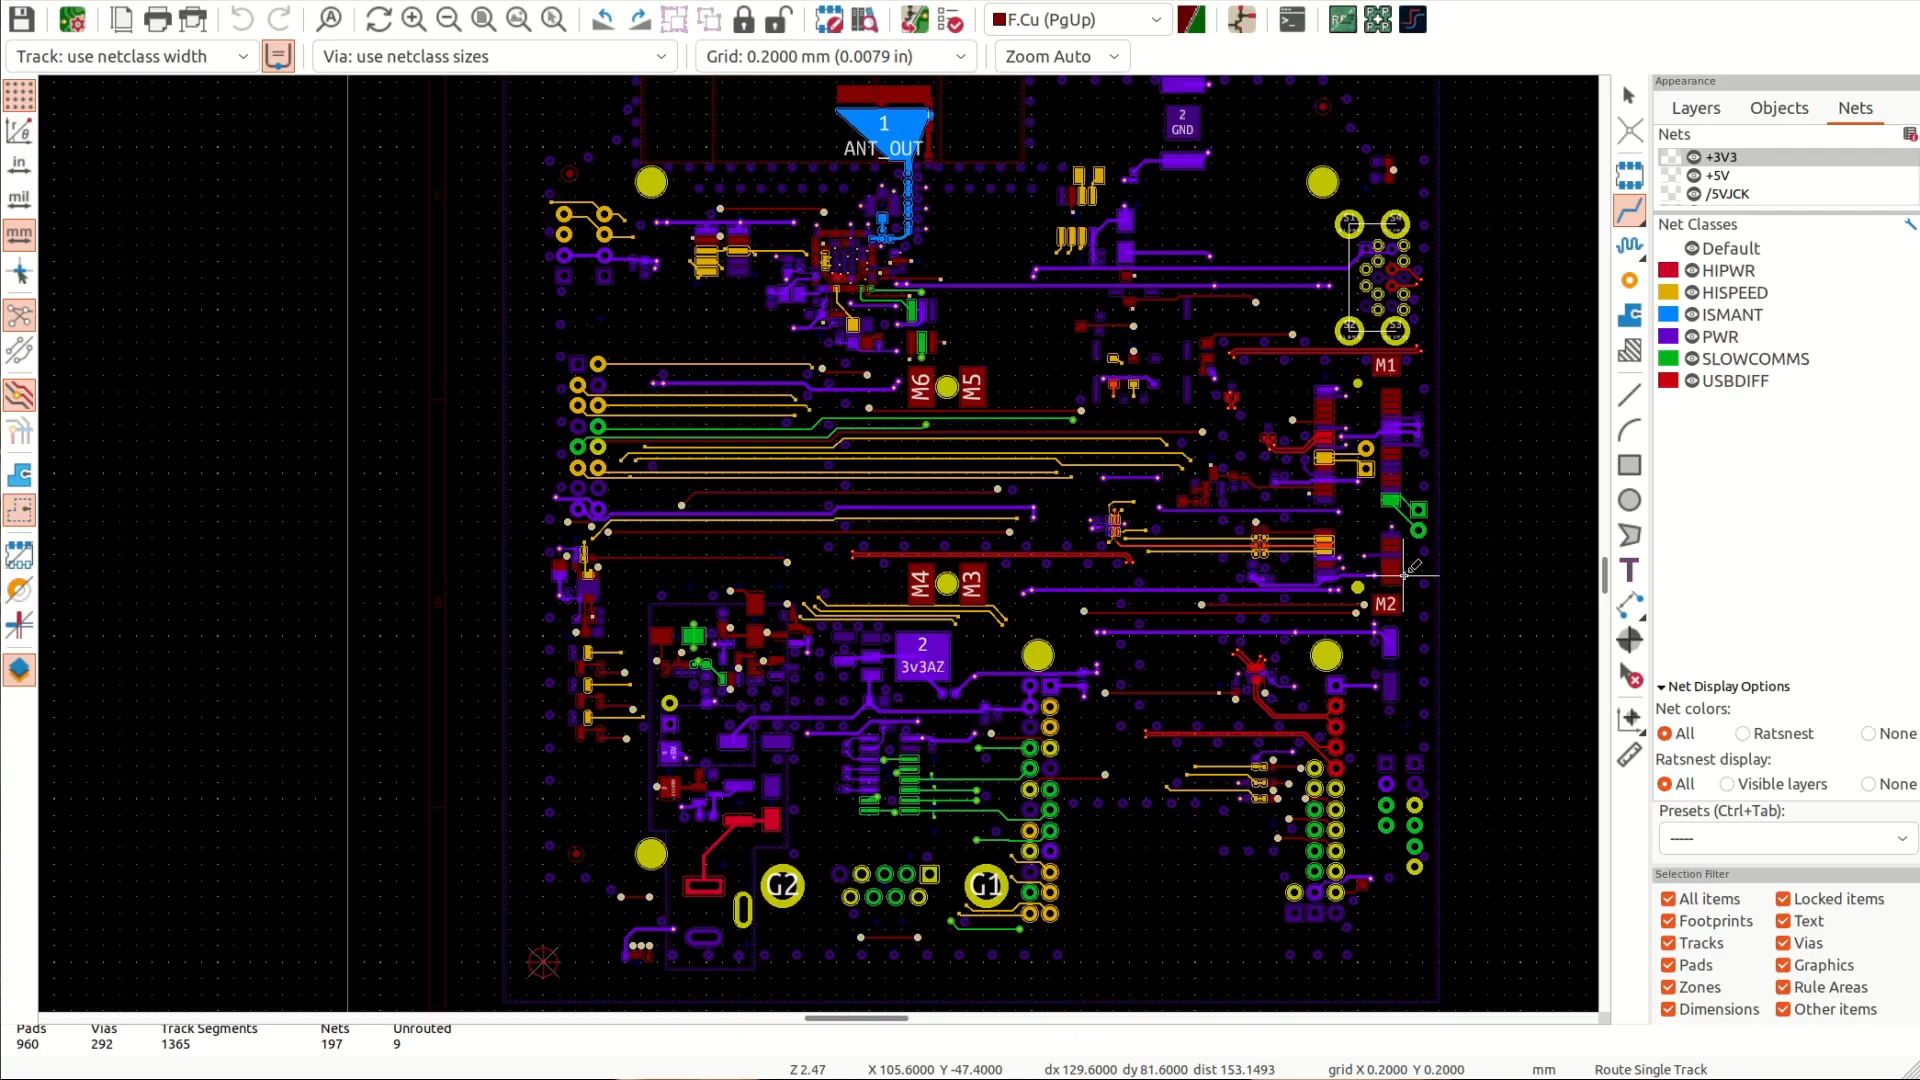 F.Cu (PgUp)
Track: use netclass width
Via: use netclass sizes
Grid: 0.2000 mm (0.0079 in)
Zoom Auto
in
mil
mm
Appearance
Layers
Objects
Nets
Nets
+3V3
+5V
/5VJCK
Net Classes
Default
HIPWR
HISPEED
ISMANT
PWR
SLOWCOMMS
USBDIFF
Net Display Options
Net colors:
All
Ratsnest
None
Ratsnest display:
All
Visible layers
None
Presets (Ctrl+Tab):
-----
Selection Filter
All items
Locked items
Footprints
Text
Tracks
Vias
Pads
Graphics
Zones
Rule Areas
Dimensions
Other items
1
ANT_OUT
2
GND
M1
M6
M5
M4
M3
M2
2
3v3AZ
G2
G1
Pads
Vias
Track Segments
Nets
Unrouted
960
292
1365
197
9
Z 2.47
X 105.6000 Y -47.4000
dx 129.6000 dy 81.6000 dist 153.1493
grid X 0.2000 Y 0.2000
mm
Route Single Track